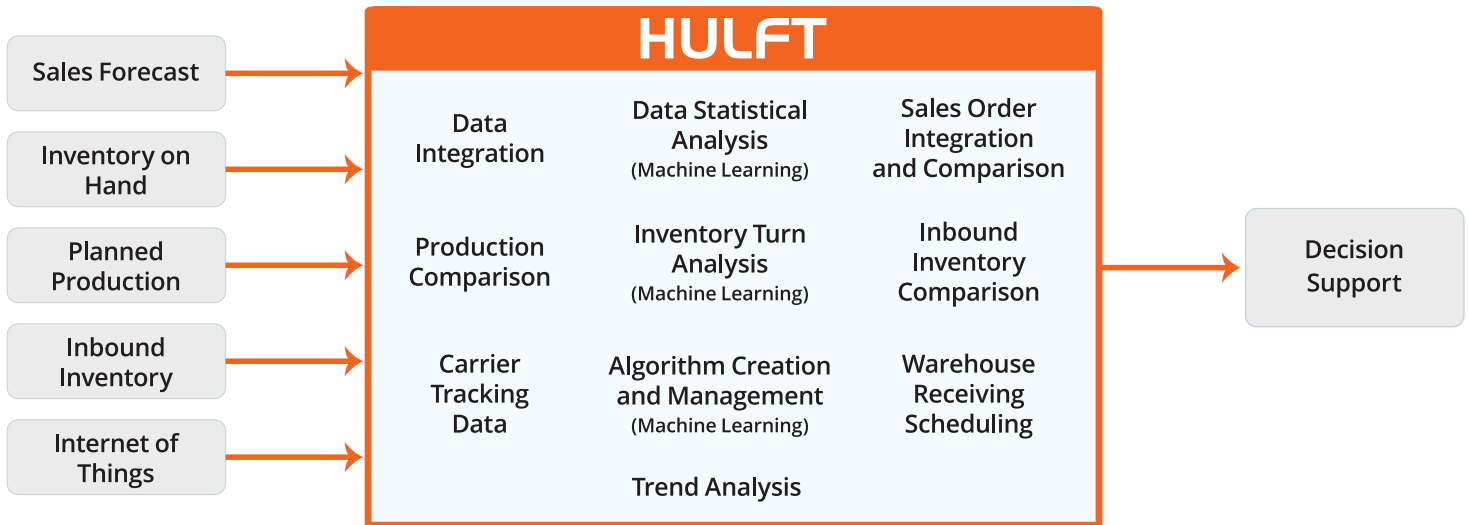 HULFT
Sales Forecast
Inventory on
Hand
Planned
Production
Inbound
Inventory
Internet of
Things
Data
Integration
Data Statistical
Analysis
(Machine Learning)
Sales Order
Integration
and Comparison
Production
Comparison
Inventory Turn
Analysis
(Machine Learning)
Inbound
Inventory
Comparison
Carrier
Tracking
Data
Algorithm Creation
and Management
(Machine Learning)
Warehouse
Receiving
Scheduling
Trend Analysis
Decision
Support